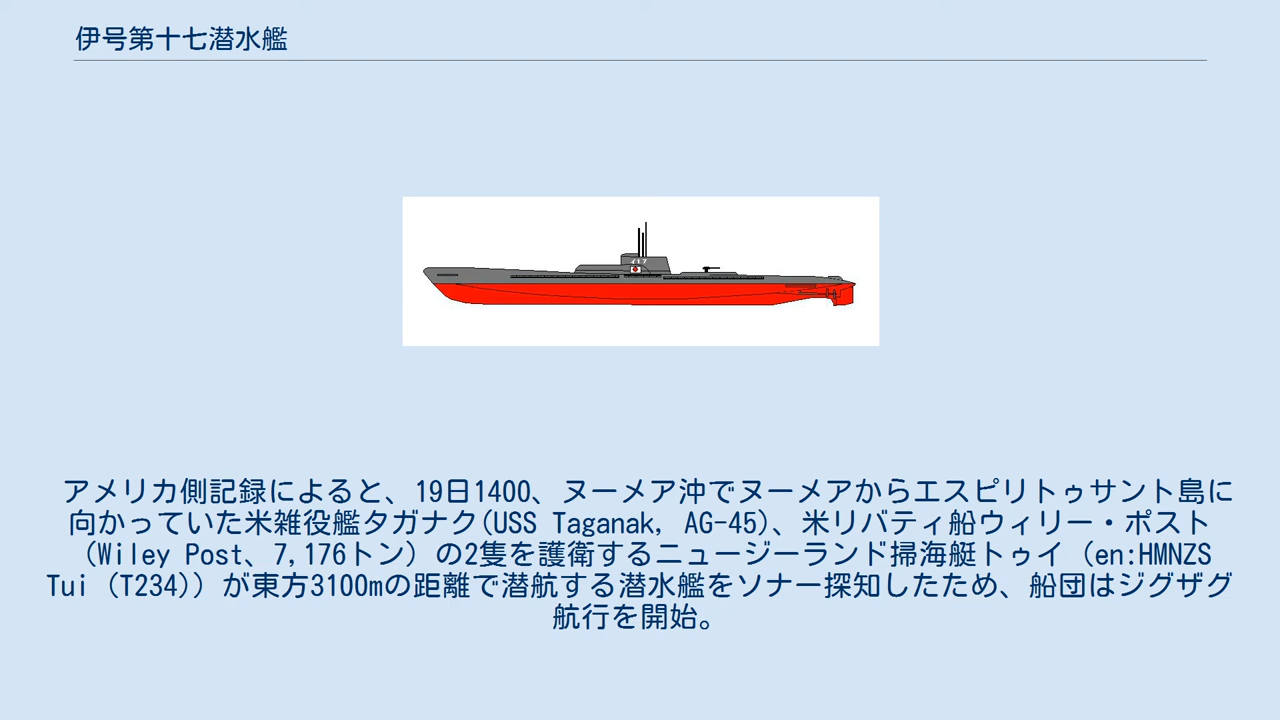 伊号第十七潜水艦
イ17
アメリカ側記録によると、19日1400、ヌーメア沖でヌーメアからエスピリトゥサント島に
向かっていた米雑役艦タガナク(USS Taganak, AG-45)、米リバティ船ウィリー・ポスト
（Wiley Post、7,176トン）の2隻を護衛するニュージーランド掃海艇トゥイ（en:HMNZS
Tui (T234)）が東方3100mの距離で潜航する潜水艦をソナー探知したため、船団はジグザグ
航行を開始。